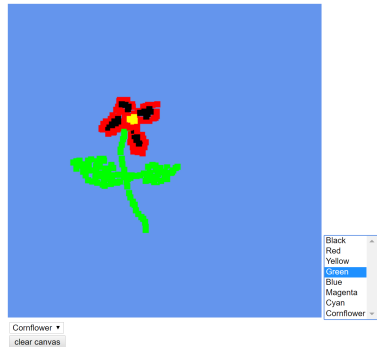 Black
Red
Yellow
Green
Blue
Magenta
Cyan
Cornflower
Cornflower
clear canvas